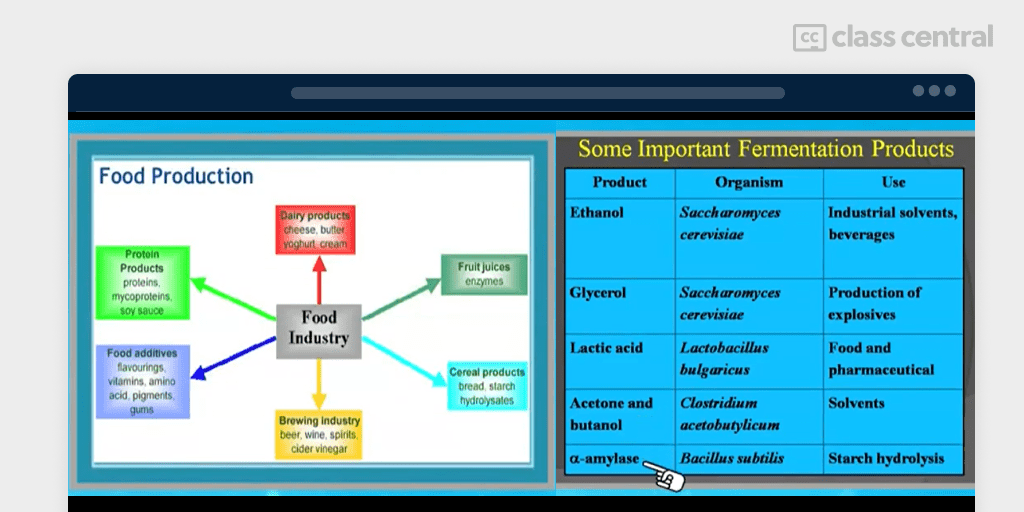 cc class central
Food Production
Dairy products
cheese, butter,
yoghurt, cream
Protein
Products
proteins,
mycoproteins,
soy sauce
Fruit juices
enzymes
Food
Industry
Food additives
flavourings,
vitamins, amino
acid, pigments,
gums
Cereal products
bread, starch
hydrolysates
Brewing industry
beer, wine, spirits,
cider vinegar
Some Important Fermentation Products
Product Organism Use
Ethanol Saccharomyces Industrial solvents,
cerevisiae beverages
Glycerol Saccharomyces Production of
cerevisiae explosives
Lactic acid Lactobacillus Food and
bulgaricus pharmaceutical
Acetone and Clostridium Solvents
butanol acetobutylicum
α-amylase Bacillus subtilis Starch hydrolysis